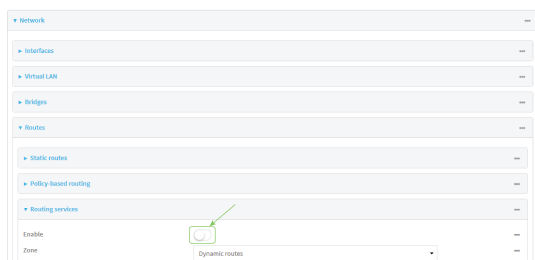 Network
Interfaces
Virtual LAN
Bridges
Routes
Static routes
Policy-based routing
Routing services
Enable
Zone
Dynamic routes